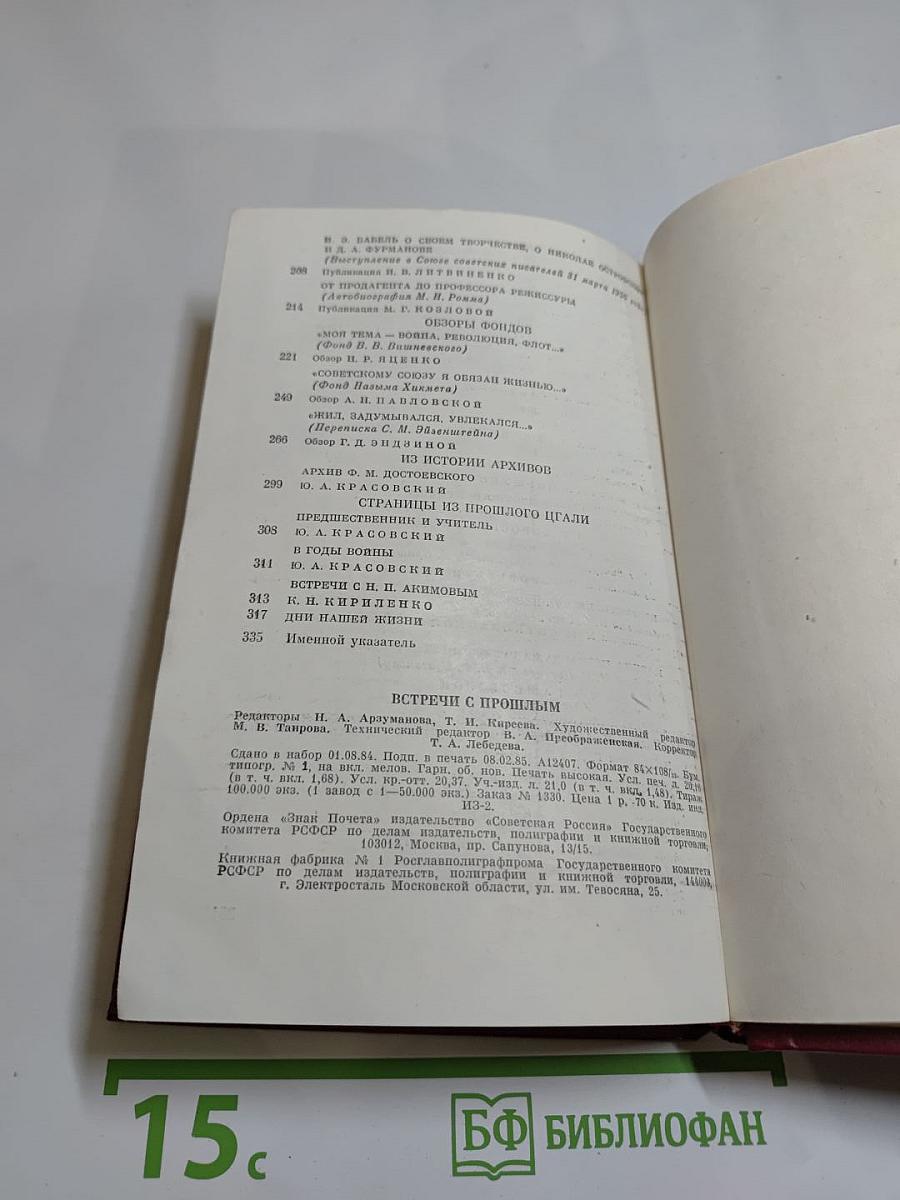 И. Э. БАБЕЛЬ О СВОЕМ ТВОРЧЕСТВЕ, О НИКОЛАЕ ОСТРОВСКОМ
И Д. А. ФУРМАНОВЕ
(Выступление в Союзе советских писателей 31 марта
208 Публикация И. В. ЛИТВИНЕНКО
ОТ ПРОДАГЕНТА ДО ПРОФЕССОРА РЕЖИССУРЫ
(Автобиография М. И. Ромма)
214 Публикация М. Г. КОЗЛОВОЙ
ОБЗОРЫ ФОНДОВ
«МОЯ ТЕМА — ВОЙНА, РЕВОЛЮЦИЯ, ФЛОТ...»
(Фонд В. В. Вишневского)
221 Обзор Н. Р. ЯЦЕНКО
«СОВЕТСКОМУ СОЮЗУ Я ОБЯЗАН ЖИЗНЬЮ...»
(Фонд Назыма Хикмета)
249 Обзор А. Н. ПАВЛОВСКОЙ
«ЖИЛ, ЗАДУМЫВАЛСЯ, УВЛЕКАЛСЯ...»
(Переписка С. М. Эйзенштейна)
266 Обзор Г. Д. ЭНДЗИНОЙ
ИЗ ИСТОРИИ АРХИВОВ
АРХИВ Ф. М. ДОСТОЕВСКОГО
299 Ю. А. КРАСОВСКИЙ
СТРАНИЦЫ ИЗ ПРОШЛОГО ЦГАЛИ
ПРЕДШЕСТВЕННИК И УЧИТЕЛЬ
308 Ю. А. КРАСОВСКИЙ
В ГОДЫ ВОЙНЫ
311 Ю. А. КРАСОВСКИЙ
ВСТРЕЧИ С Н. П. АКИМОВЫМ
313 К. Н. КИРИЛЕНКО
317 ДНИ НАШЕЙ ЖИЗНИ
335 Именной указатель
ВСТРЕЧИ С ПРОШЛЫМ
Редакторы Н. А. Арзуманова, Т. И. Киреева. Художественный редактор
М. В. Таирова. Технический редактор В. А. Преображенская. Корректор
Т. А. Лебедева.
Сдано в набор 01.08.84. Подп. в печать 08.02.85. А12407. Формат 84×108/32. Бум.
типогр. № 1, на вкл. мелов. Гарн. об. нов. Печать высокая. Усл. печ. л. 20,16
(в т. ч. вкл. 1,68). Усл. кр.-отт. 20,37. Уч.-изд. л. 21,0 (в т. ч. вкл. 1,48). Тираж
100.000 экз. (1 завод с 1—50.000 экз.) Заказ № 1330. Цена 1 р. 70 к. Изд. инд.
ИЗ-2.
Ордена «Знак Почета» издательство «Советская Россия» Государственного
комитета РСФСР по делам издательств, полиграфии и книжной торговли,
103012, Москва, пр. Сапунова, 13/15.
Книжная фабрика № 1 Росглавполиграфпрома Государственного комитета
РСФСР по делам издательств, полиграфии и книжной торговли, 144003,
г. Электросталь Московской области, ул. им. Тевосяна, 25.
15 с
БФ БИБЛИОФАН